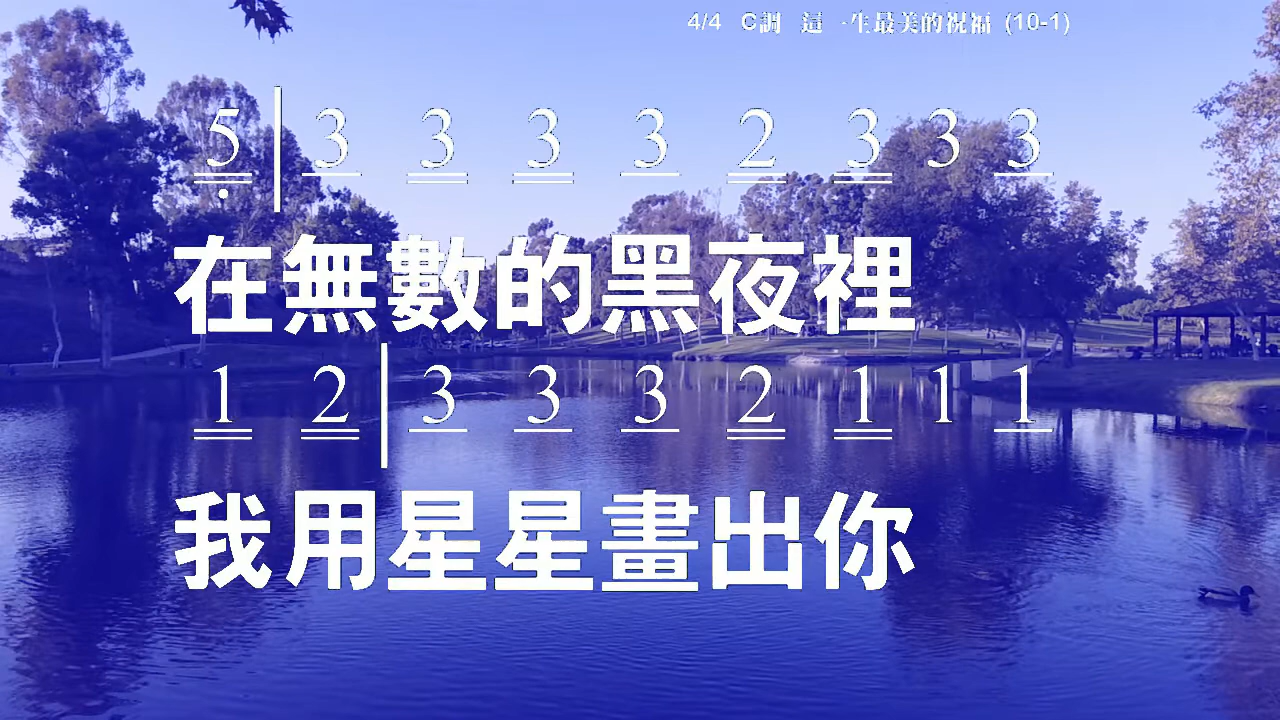 4/4 C調 這一生最美的祝福 (10-1)
5 | 3 3 3 3 2 3 3 3
在無數的黑夜裡
1 2 | 3 3 3 2 1 1 1
我用星星畫出你